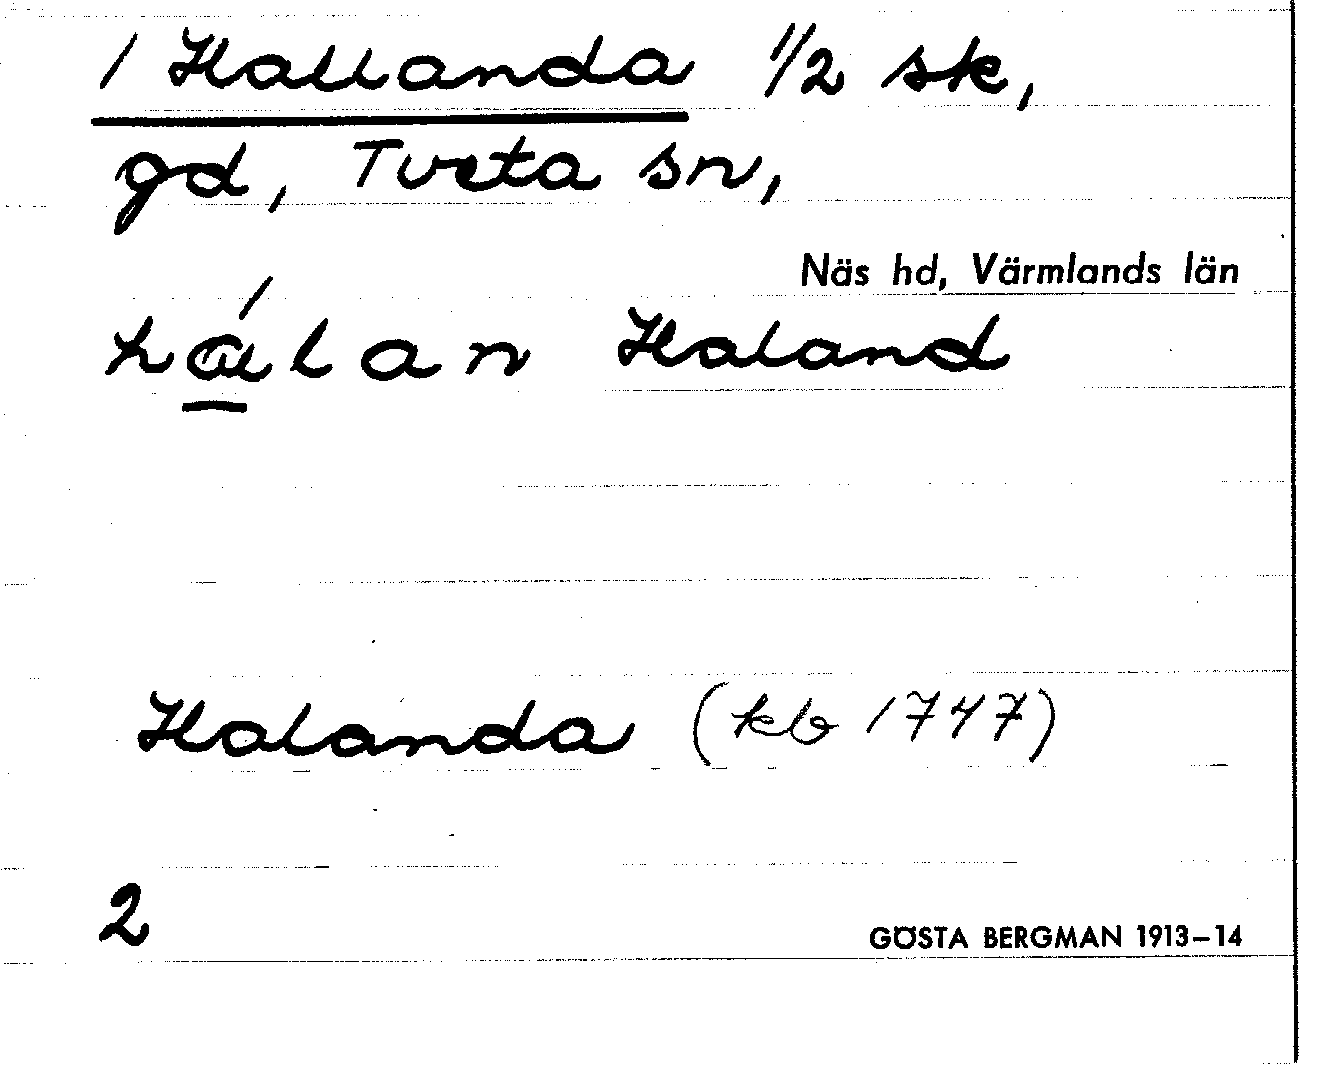 / Hallanda 1/2 sk,
gd, Tveta sn,
Näs hd, Värmlands län
hálan Haland
Halanda (kb 1747)
2
GÖSTA BERGMAN 1913–14